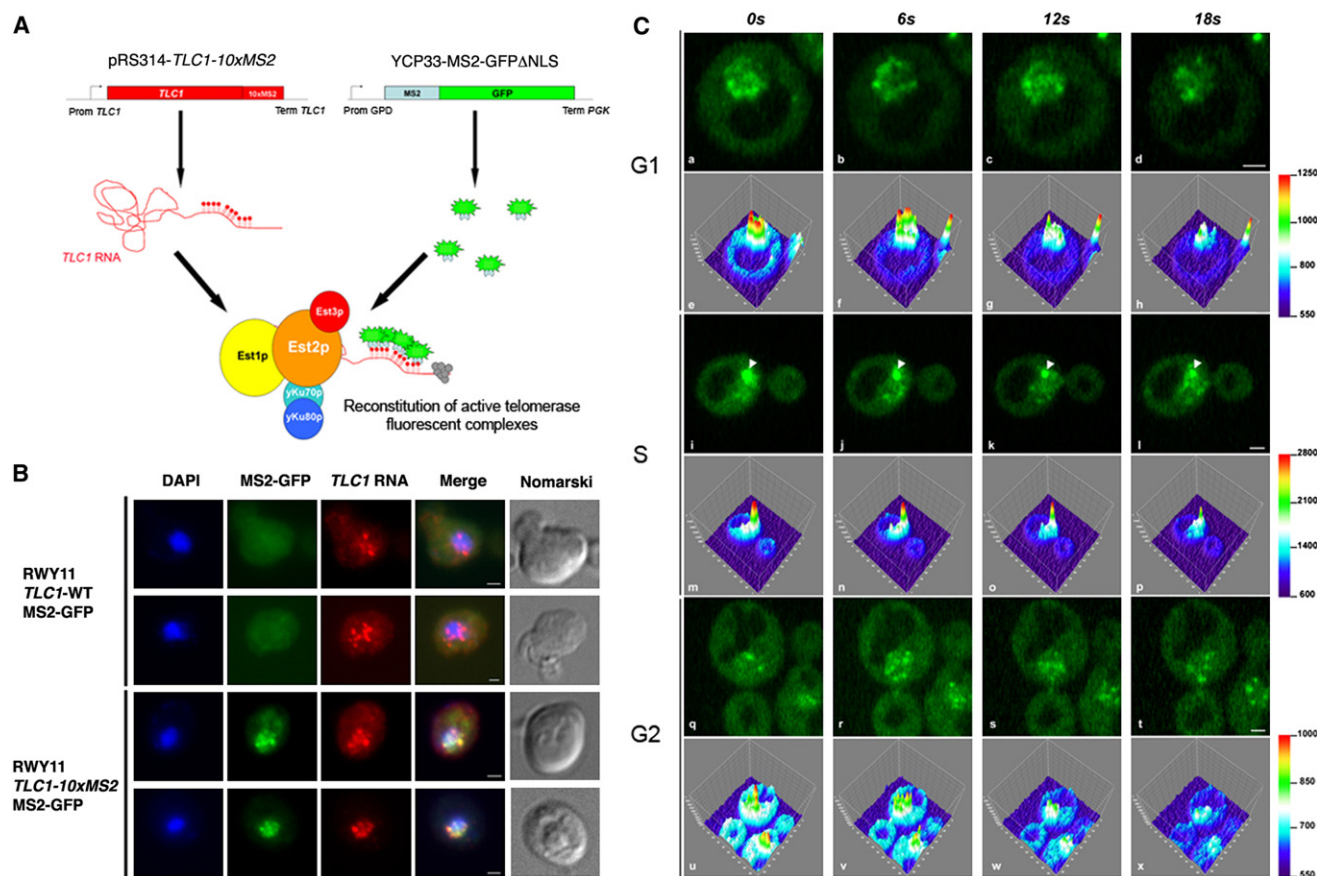 A
pRS314-TLC1-10xMS2
YCP33-MS2-GFPΔNLS
TLC1
10xMS2
MS2
GFP
Prom TLC1
Term TLC1
Prom GPD
Term PGK
TLC1 RNA
Est3p
Est1p
Est2p
yKu70p
yKu80p
Reconstitution of active telomerase
fluorescent complexes
B
DAPI
MS2-GFP
TLC1 RNA
Merge
Nomarski
RWY11
TLC1-WT
MS2-GFP
RWY11
TLC1-10xMS2
MS2-GFP
C
0s
6s
12s
18s
G1
a
b
c
d
1250
1000
800
550
e
f
g
h
S
i
j
k
l
2800
2100
1400
600
m
n
o
p
G2
q
r
s
t
1000
850
700
550
u
v
w
x